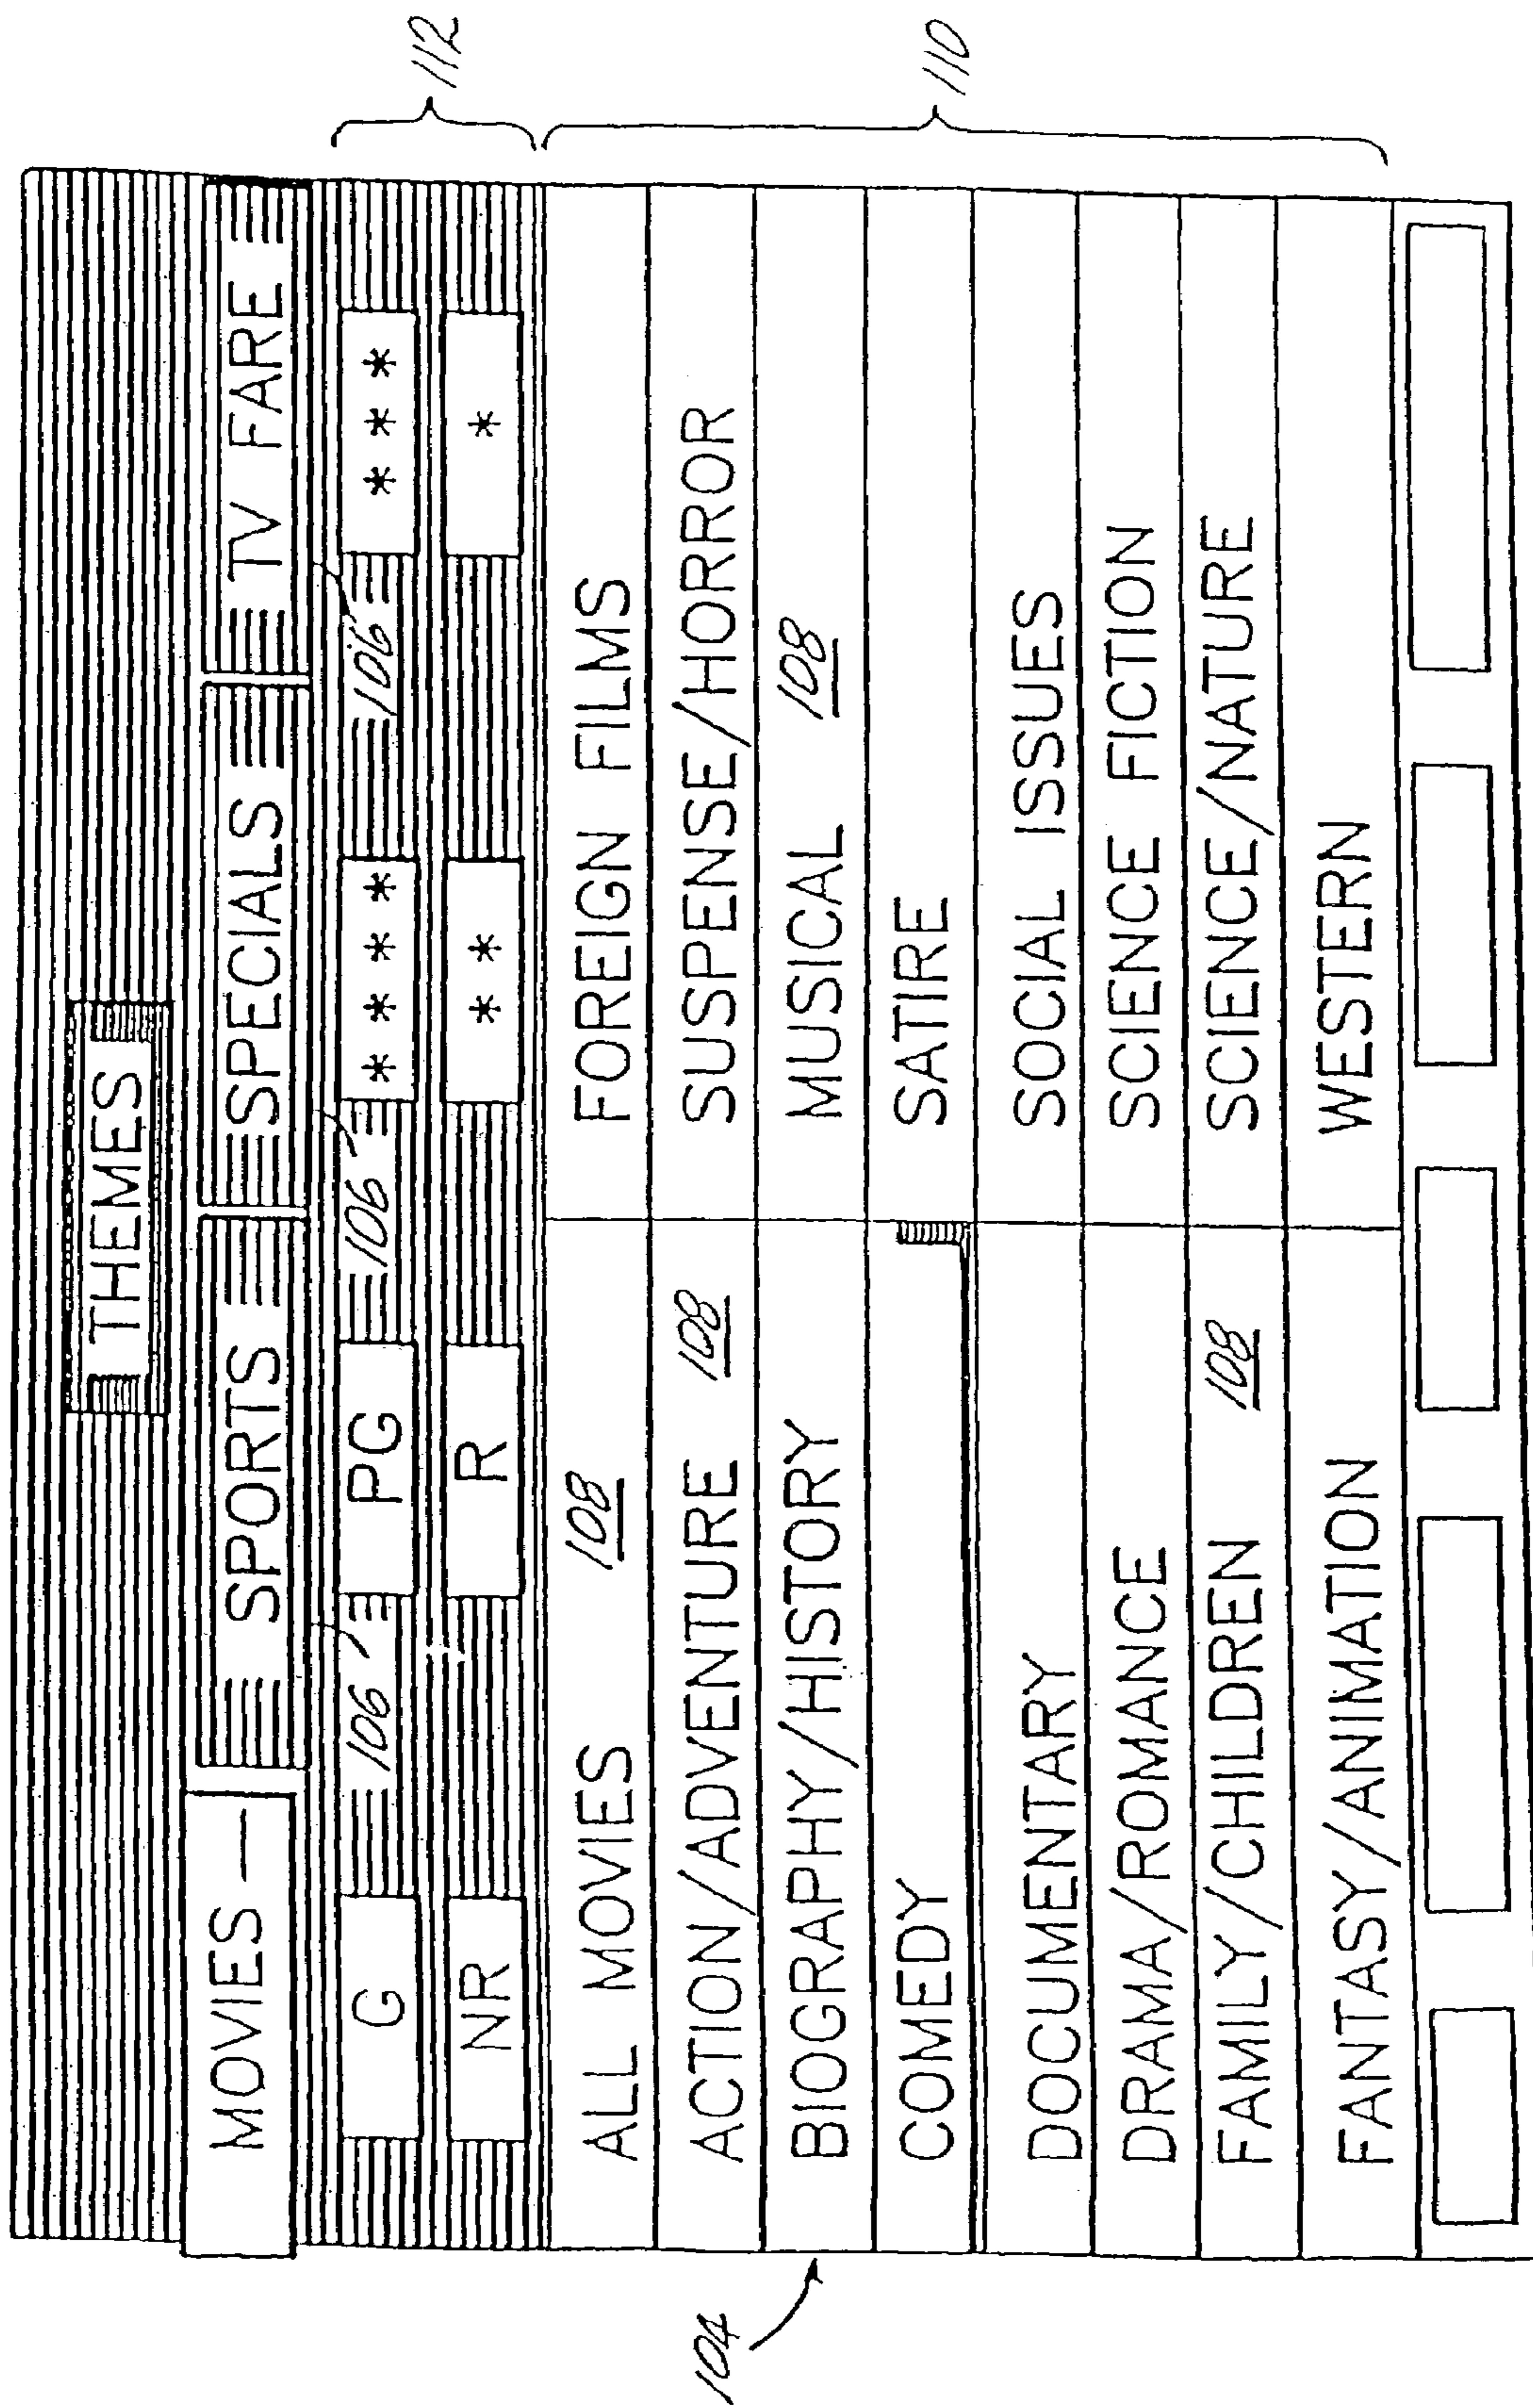 THEMES
MOVIES SPORTS SPECIALS TV FARE
G 106 PG 106 **** 106 *** 112
NR R ** *
ALL MOVIES 108 FOREIGN FILMS
ACTION/ADVENTURE 108 SUSPENSE/HORROR
BIOGRAPHY/HISTORY MUSICAL 108
COMEDY SATIRE
110
104
DOCUMENTARY SOCIAL ISSUES
DRAMA/ROMANCE SCIENCE FICTION
FAMILY/CHILDREN 108 SCIENCE/NATURE
FANTASY/ANIMATION WESTERN